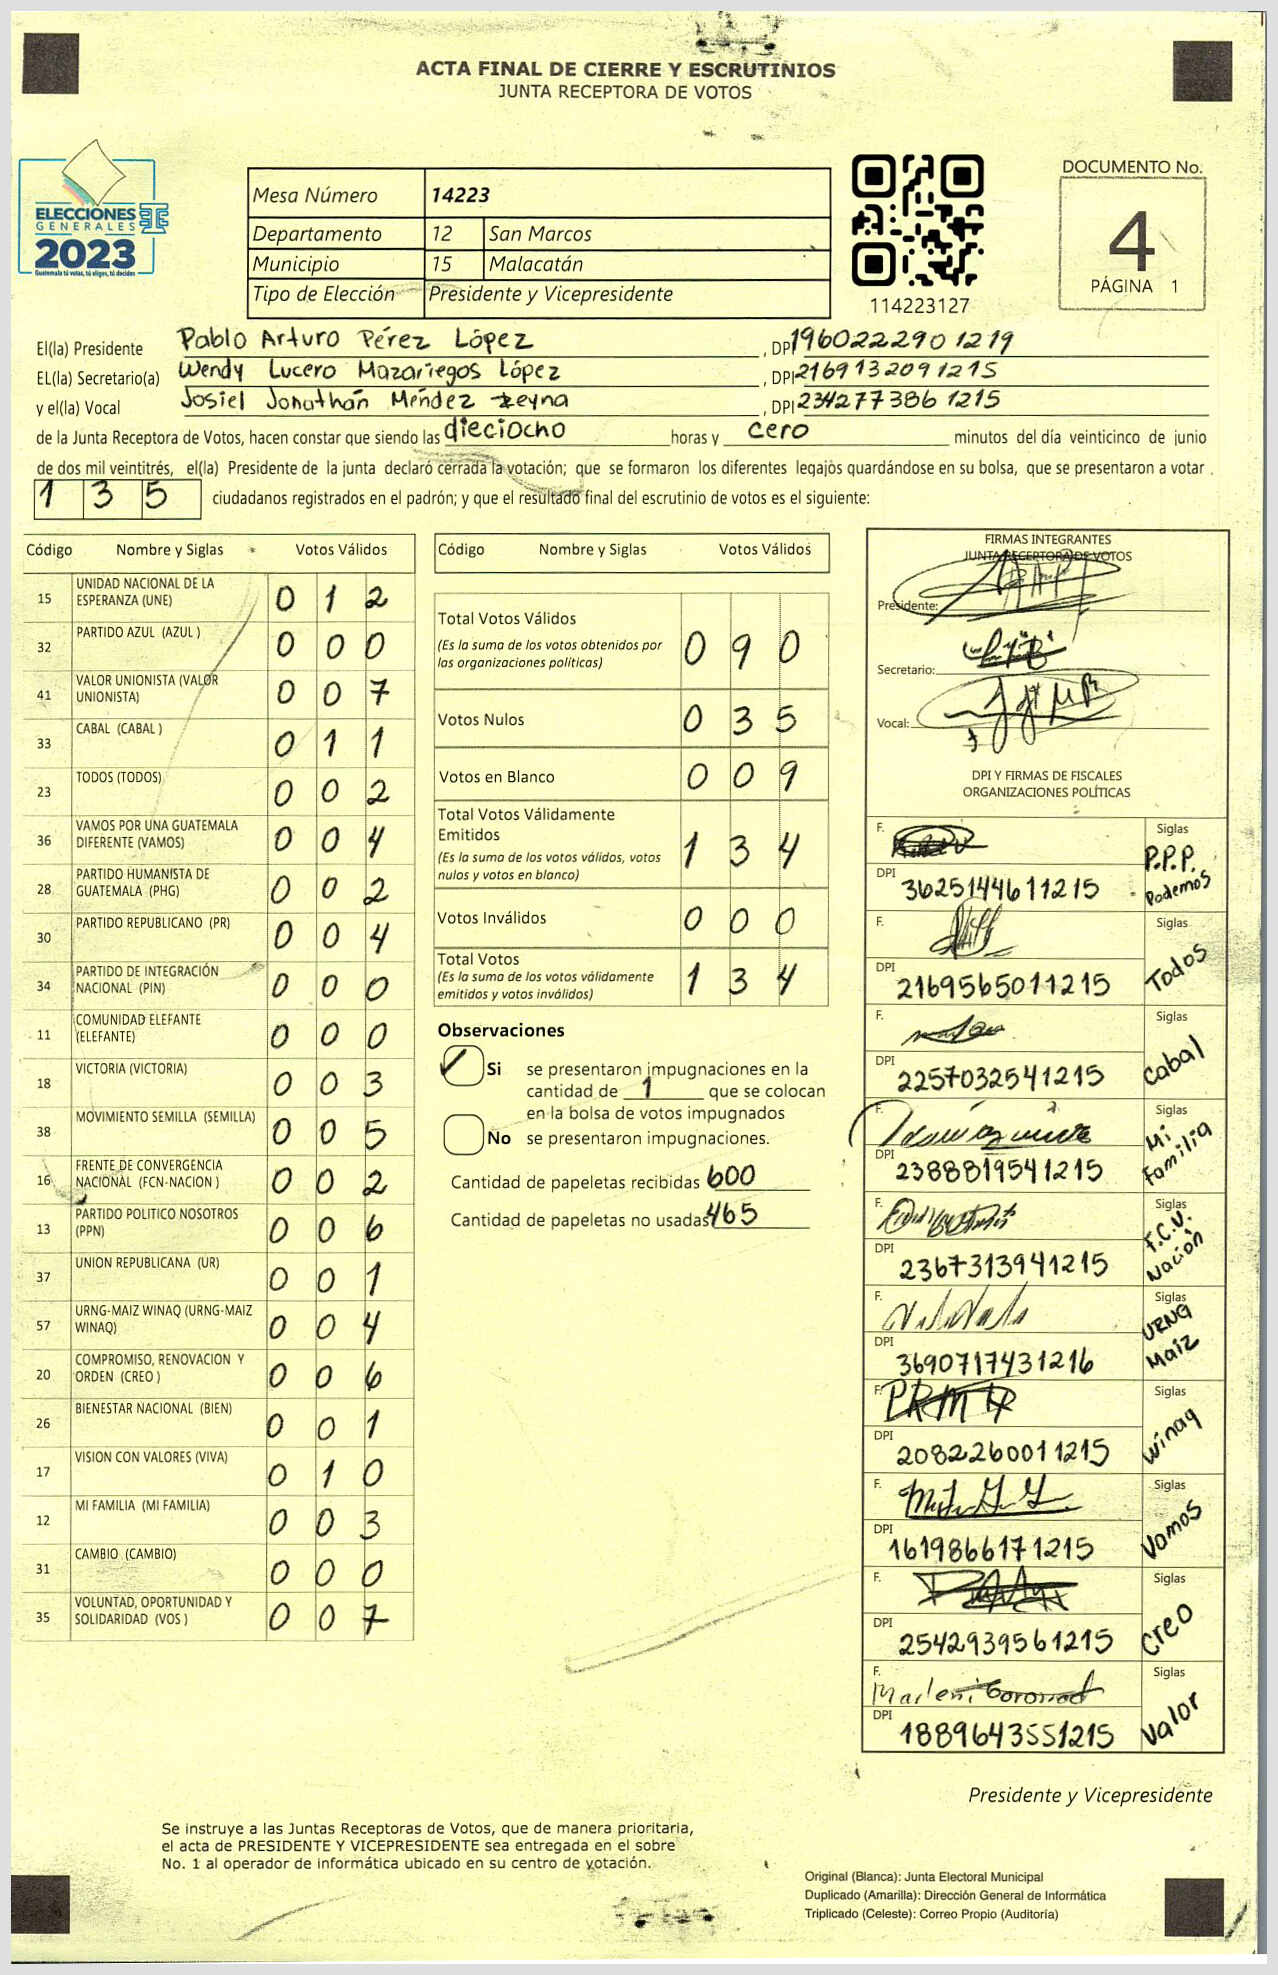 ACTA FINAL DE CIERRE Y ESCRUTINIOS
JUNTA RECEPTORA DE VOTOS
ELECCIONES
GENERALES
2023
Guatemala tú votas, tú eliges, tú decides
Mesa Número 14223
Departamento 12 San Marcos
Municipio 15 Malacatán
Tipo de Elección Presidente y Vicepresidente
114223127
DOCUMENTO No.
4
PÁGINA 1
El(la) Presidente Pablo Arturo Pérez López, DPI 1960222901219
EL(la) Secretario(a) Wendy Lucero Mazariegos López, DPI 2169132091215
y el(la) Vocal Josiel Jonathán Méndez Reyna, DPI 2342773861215
de la Junta Receptora de Votos, hacen constar que siendo las dieciocho horas y cero minutos del día veinticinco de junio
de dos mil veintitrés, el(la) Presidente de la junta declaró cerrada la votación; que se formaron los diferentes legajos quardándose en su bolsa, que se presentaron a votar
135 ciudadanos registrados en el padrón; y que el resultado final del escrutinio de votos es el siguiente:
Código Nombre y Siglas Votos Válidos
15 UNIDAD NACIONAL DE LA ESPERANZA (UNE) 0 1 2
32 PARTIDO AZUL (AZUL ) 0 0 0
41 VALOR UNIONISTA (VALOR UNIONISTA) 0 0 7
33 CABAL (CABAL ) 0 1 1
23 TODOS (TODOS) 0 0 2
36 VAMOS POR UNA GUATEMALA DIFERENTE (VAMOS) 0 0 4
28 PARTIDO HUMANISTA DE GUATEMALA (PHG) 0 0 2
30 PARTIDO REPUBLICANO (PR) 0 0 4
34 PARTIDO DE INTEGRACIÓN NACIONAL (PIN) 0 0 0
11 COMUNIDAD ELEFANTE (ELEFANTE) 0 0 0
18 VICTORIA (VICTORIA) 0 0 3
38 MOVIMIENTO SEMILLA (SEMILLA) 0 0 5
16 FRENTE DE CONVERGENCIA NACIONAL (FCN-NACION ) 0 0 2
13 PARTIDO POLITICO NOSOTROS (PPN) 0 0 6
37 UNION REPUBLICANA (UR) 0 0 1
57 URNG-MAIZ WINAQ (URNG-MAIZ WINAQ) 0 0 4
20 COMPROMISO, RENOVACION Y ORDEN (CREO ) 0 0 6
26 BIENESTAR NACIONAL (BIEN) 0 0 1
17 VISION CON VALORES (VIVA) 0 1 0
12 MI FAMILIA (MI FAMILIA) 0 0 3
31 CAMBIO (CAMBIO) 0 0 0
35 VOLUNTAD, OPORTUNIDAD Y SOLIDARIDAD (VOS ) 0 0 7
Código Nombre y Siglas Votos Válidos
Total Votos Válidos
(Es la suma de los votos obtenidos por las organizaciones políticas) 0 9 0
Votos Nulos 0 3 5
Votos en Blanco 0 0 9
Total Votos Válidamente Emitidos
(Es la suma de los votos válidos, votos nulos y votos en blanco) 1 3 4
Votos Inválidos 0 0 0
Total Votos
(Es la suma de los votos válidamente emitidos y votos inválidos) 1 3 4
Observaciones
Si se presentaron impugnaciones en la
cantidad de 1 que se colocan
en la bolsa de votos impugnados
No se presentaron impugnaciones.
Cantidad de papeletas recibidas 600
Cantidad de papeletas no usadas 465
FIRMAS INTEGRANTES
JUNTA RECEPTORA DE VOTOS
Presidente:
Secretario:
Vocal:
DPI Y FIRMAS DE FISCALES
ORGANIZACIONES POLÍTICAS
F. Siglas P.P.P. Podemos
DPI 3625144611215
F. Siglas Todos
DPI 2169565011215
F. Siglas Cabal
DPI 2257032541215
F. Siglas Mi Familia
DPI 2388819541215
F. Siglas F.C.N. Nación
DPI 2367313941215
F. Siglas URNG Maiz
DPI 3690717431216
F. Siglas Winaq
DPI 2082260011215
F. Siglas Vamos
DPI 1619866171215
F. Siglas Creo
DPI 2542939561215
F. Marleni Siglas Valor
DPI 1889643551215
Presidente y Vicepresidente
Se instruye a las Juntas Receptoras de Votos, que de manera prioritaria,
el acta de PRESIDENTE Y VICEPRESIDENTE sea entregada en el sobre
No. 1 al operador de informática ubicado en su centro de votación.
Original (Blanca): Junta Electoral Municipal
Duplicado (Amarilla): Dirección General de Informática
Triplicado (Celeste): Correo Propio (Auditoría)